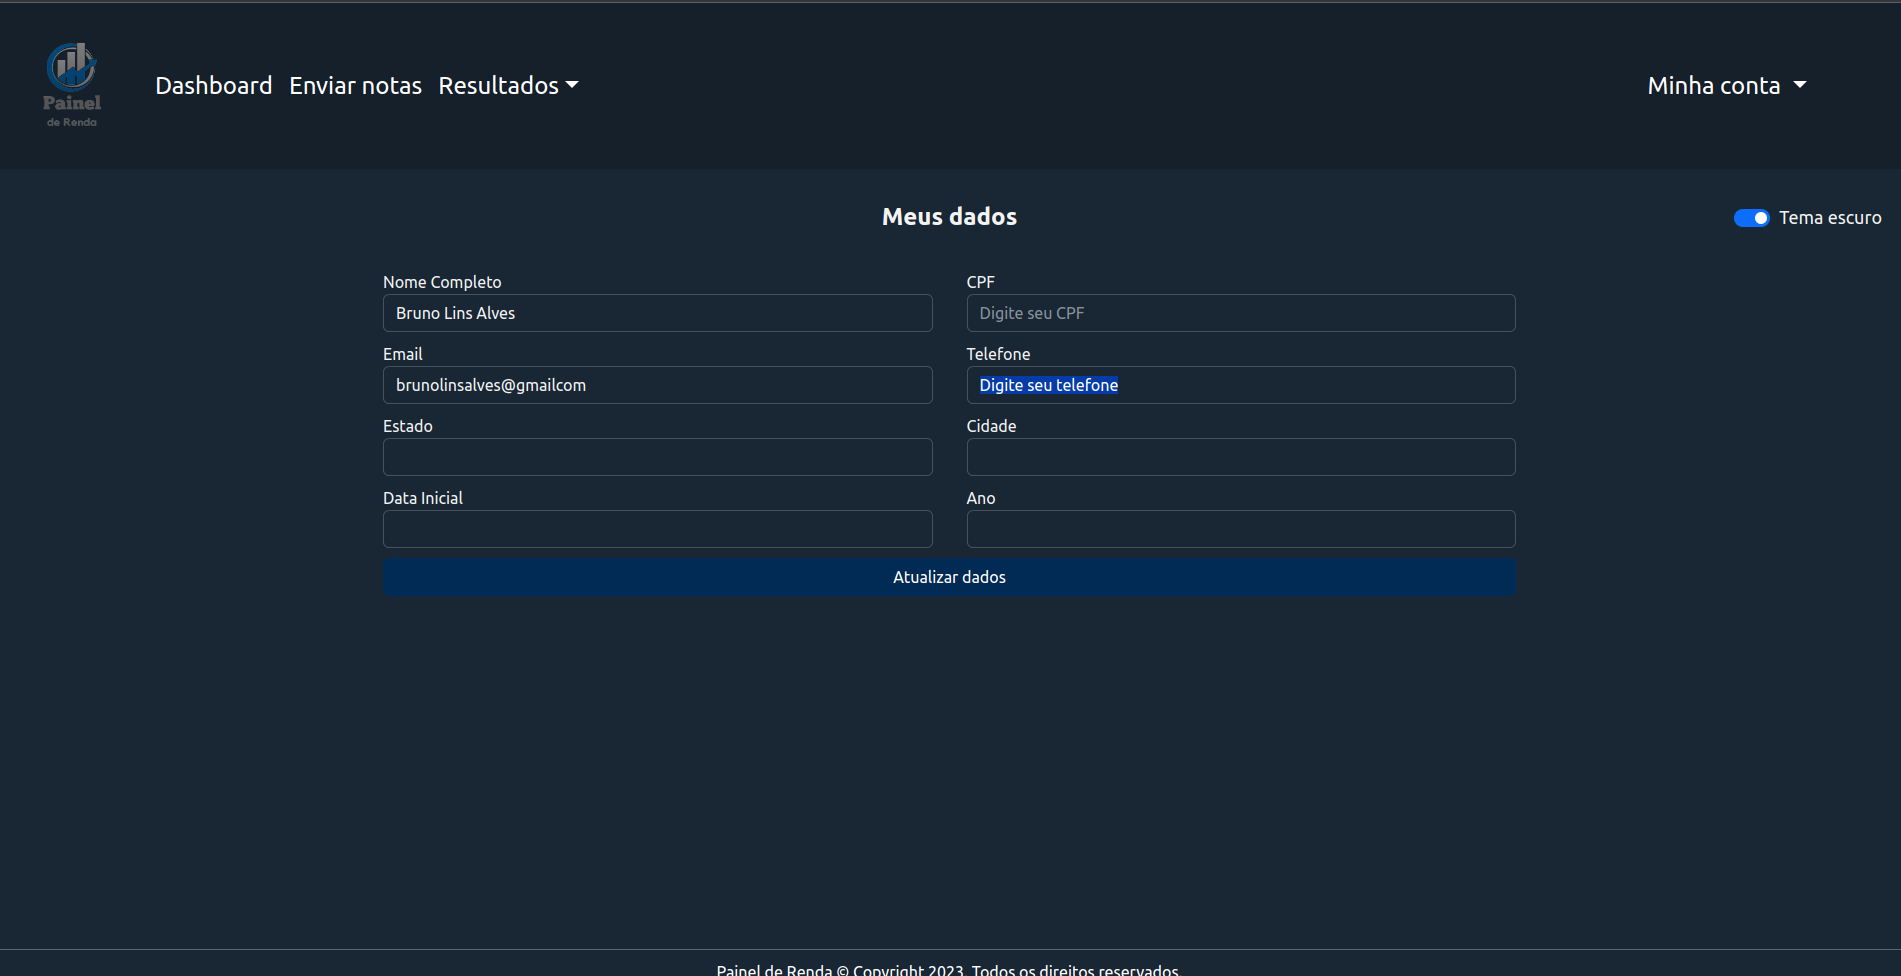 Painel
de Renda
Dashboard Enviar notas Resultados
Minha conta
Meus dados
Tema escuro
Nome Completo
CPF
Bruno Lins Alves
Digite seu CPF
Email
Telefone
brunolinsalves@gmailcom
Digite seu telefone
Estado
Cidade
Data Inicial
Ano
Atualizar dados
Painel de Renda © Copyright 2023. Todos os direitos reservados.